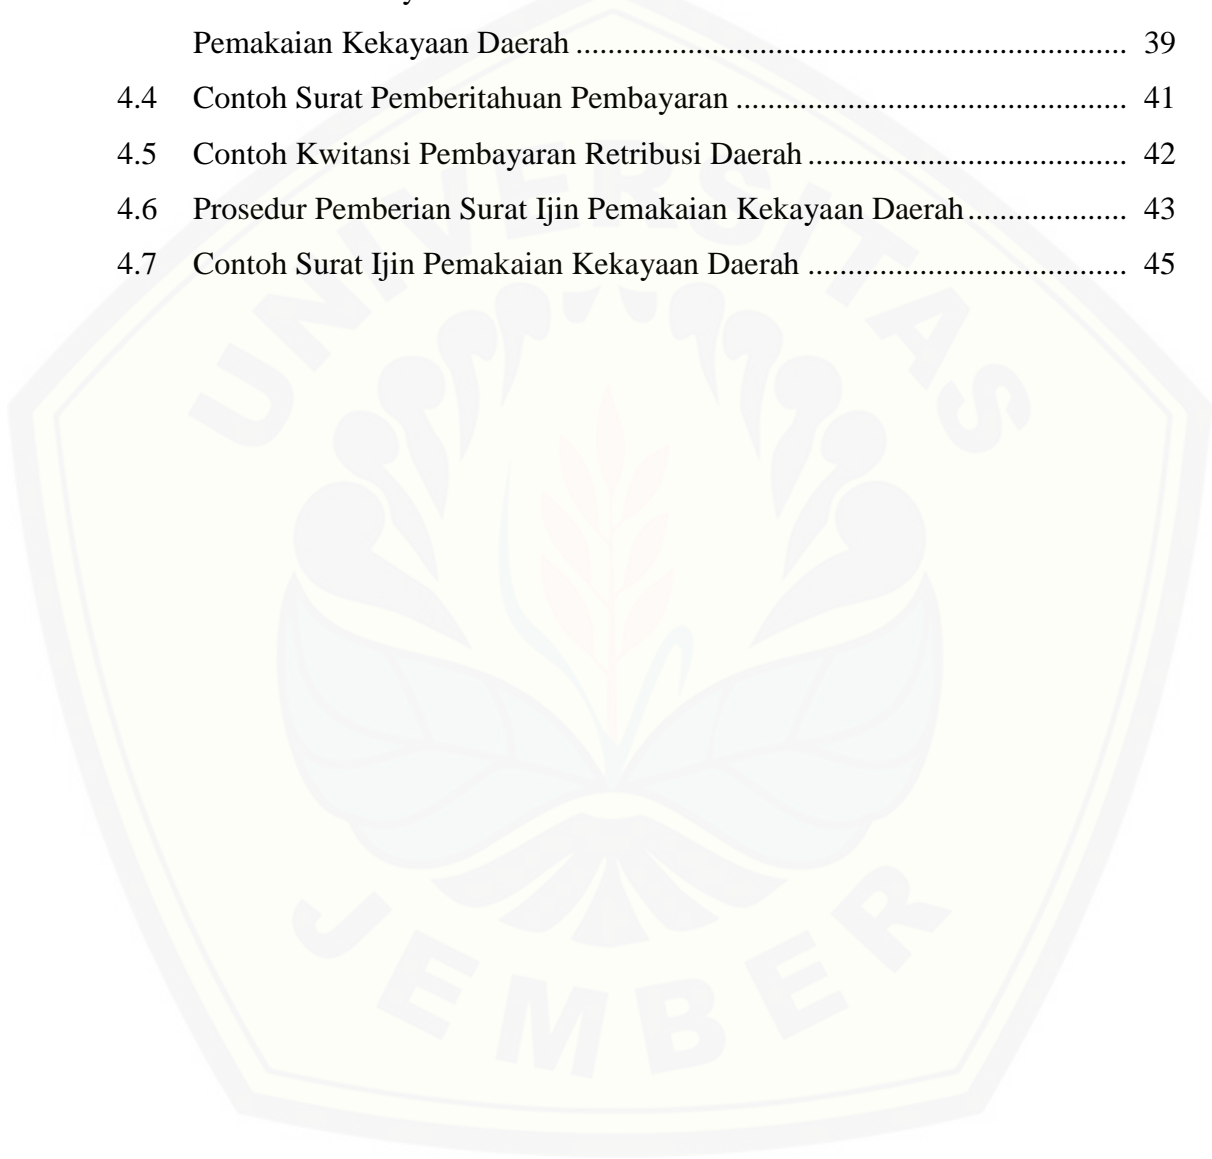 Pemakaian Kekayaan Daerah .................................................................... 39
4.4 Contoh Surat Pemberitahuan Pembayaran ................................................ 41
4.5 Contoh Kwitansi Pembayaran Retribusi Daerah ....................................... 42
4.6 Prosedur Pemberian Surat Ijin Pemakaian Kekayaan Daerah ................... 43
4.7 Contoh Surat Ijin Pemakaian Kekayaan Daerah ....................................... 45
UNIVERSITAS
JEMBER